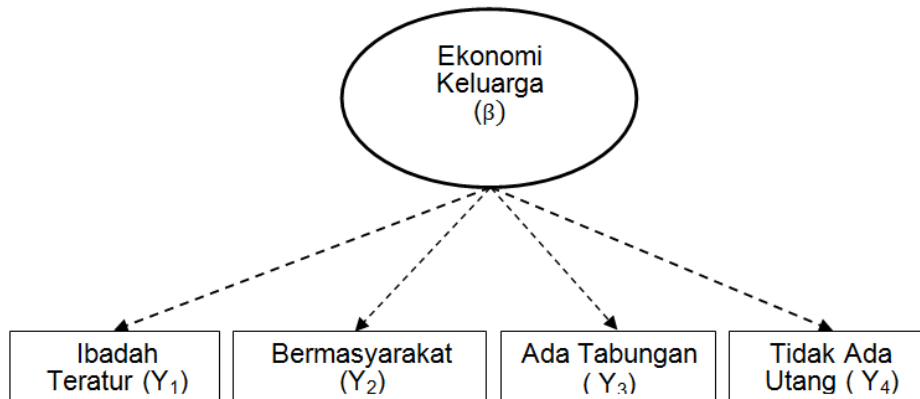 Ekonomi
Keluarga
(β)
Ibadah
Teratur (Y₁)
Bermasyarakat
(Y₂)
Ada Tabungan
( Y₃)
Tidak Ada
Utang ( Y₄)